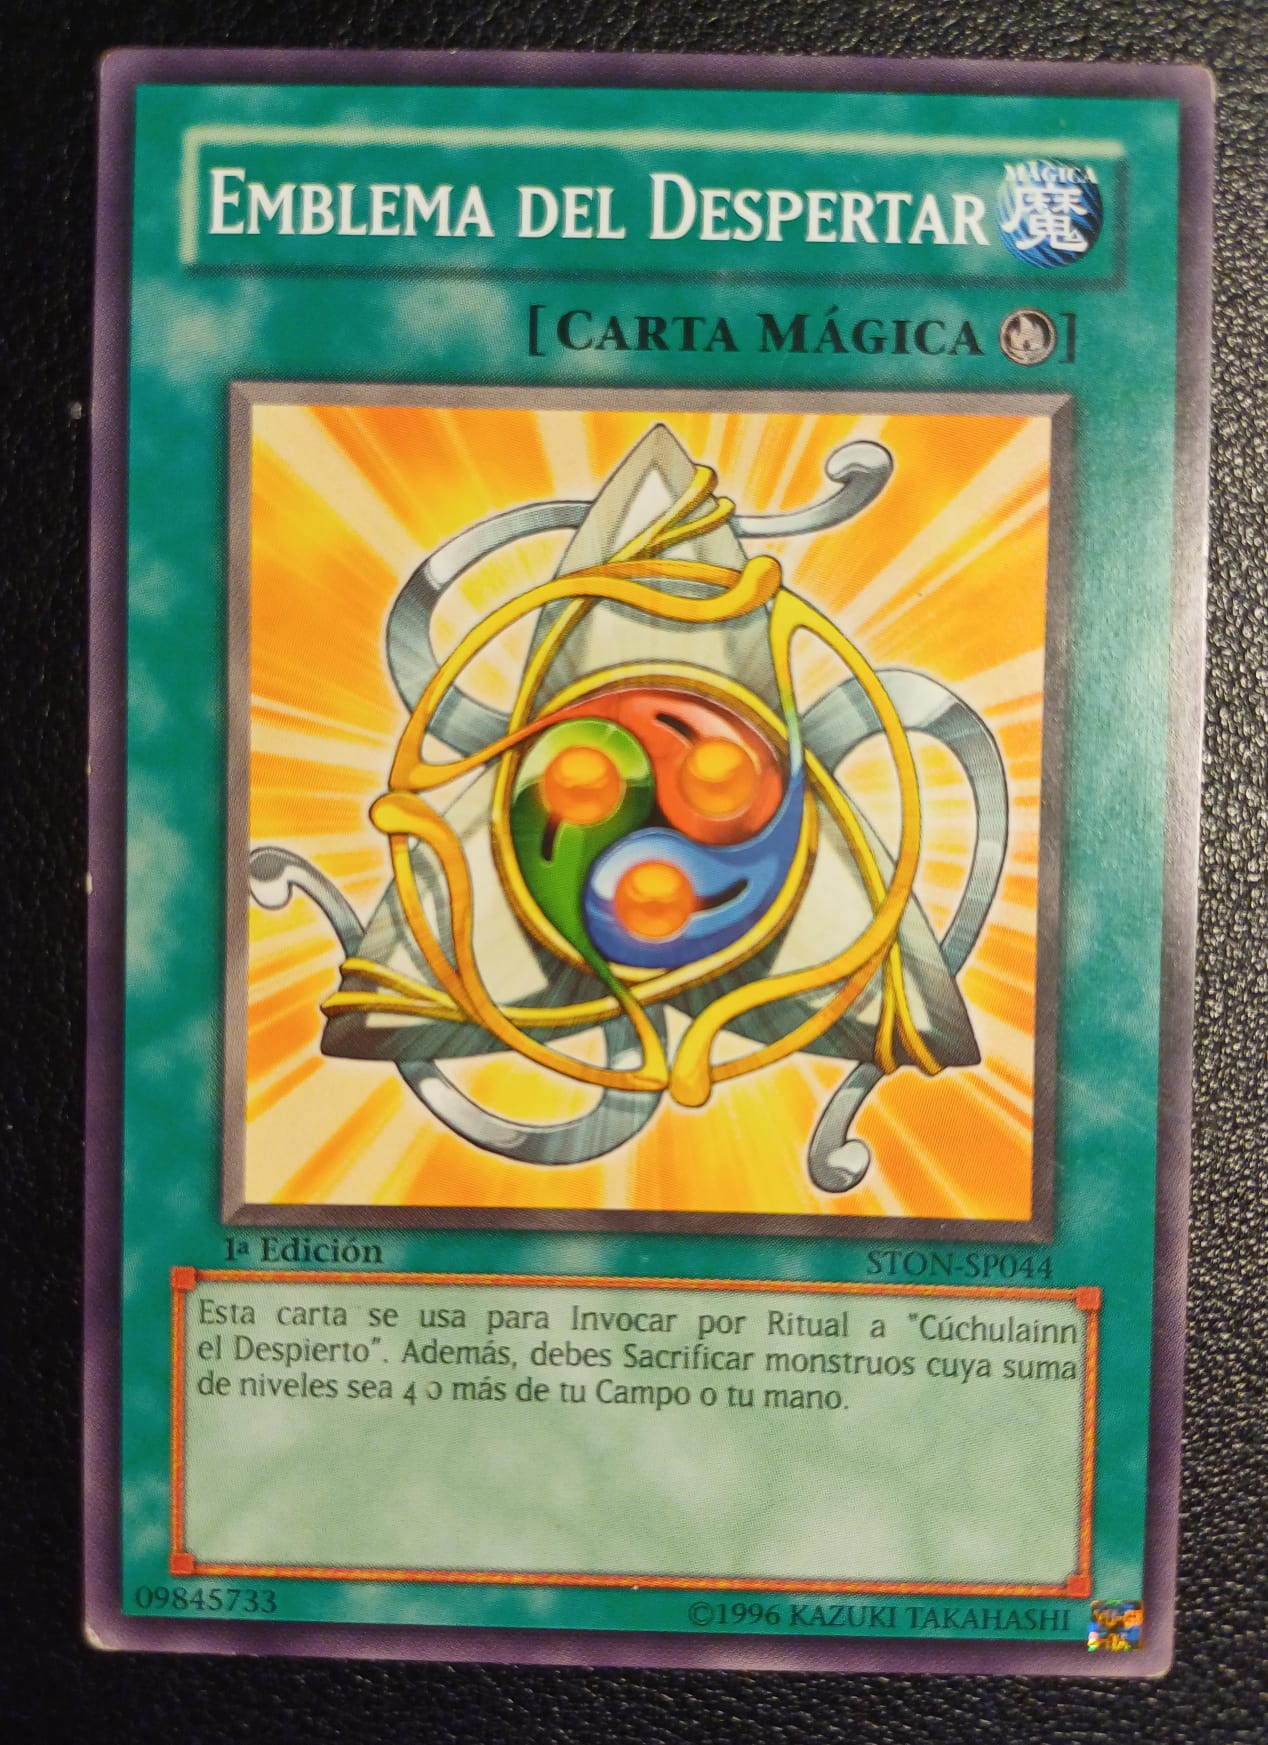 EMBLEMA DEL DESPERTAR
MÁGICA
魔
[CARTA MÁGICA]
1ª Edición
STON-SP044
Esta carta se usa para Invocar por Ritual a "Cúchulainn
el Despierto". Además, debes Sacrificar monstruos cuya suma
de niveles sea 4 o más de tu Campo o tu mano.
09845733
©1996 KAZUKI TAKAHASHI